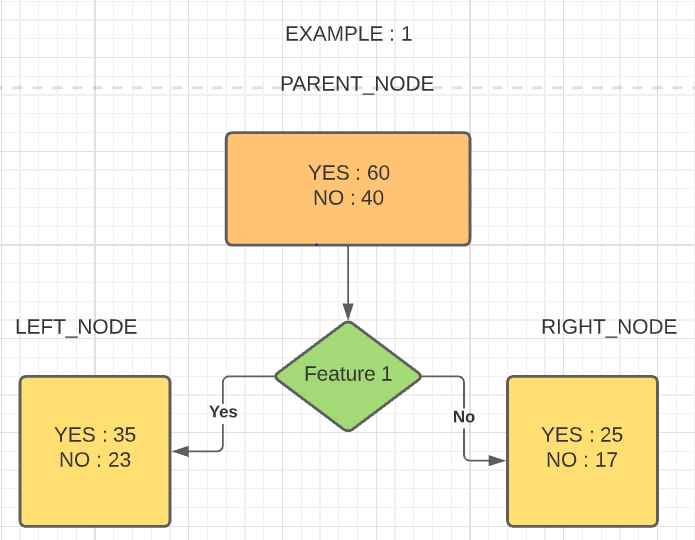 EXAMPLE : 1
PARENT_NODE
YES : 60
NO : 40
LEFT_NODE
RIGHT_NODE
Feature 1
Yes
No
YES : 35
NO : 23
YES : 25
NO : 17